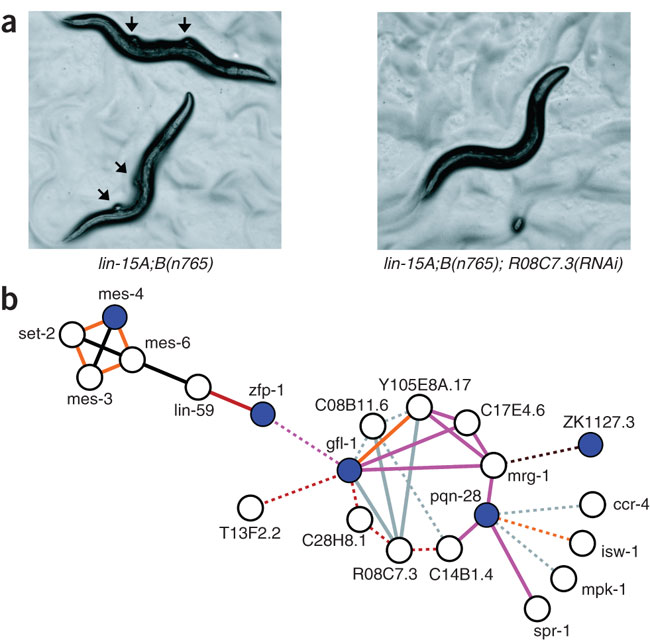 a
lin-15A;B(n765)
lin-15A;B(n765); R08C7.3(RNAi)
b
mes-4
set-2
mes-6
mes-3
lin-59
zfp-1
Y105E8A.17
C08B11.6
C17E4.6
ZK1127.3
gfl-1
mrg-1
pqn-28
ccr-4
T13F2.2
C28H8.1
isw-1
R08C7.3
C14B1.4
mpk-1
spr-1